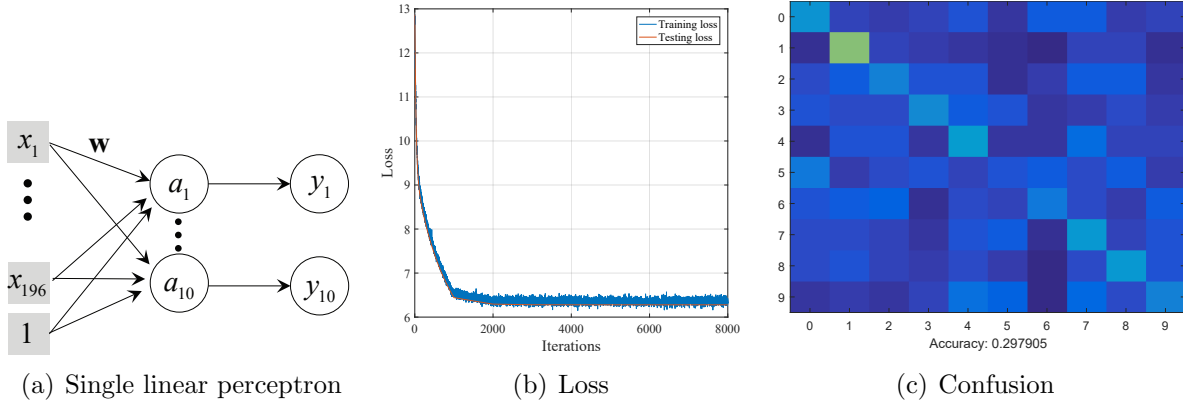 x1
w
a1
y1
x196
a10
y10
1
(a) Single linear perceptron
Training loss
Testing loss
13
12
11
10
9
8
7
6
Loss
0 2000 4000 6000 8000
Iterations
(b) Loss
0
1
2
3
4
5
6
7
8
9
0 1 2 3 4 5 6 7 8 9
Accuracy: 0.297905
(c) Confusion